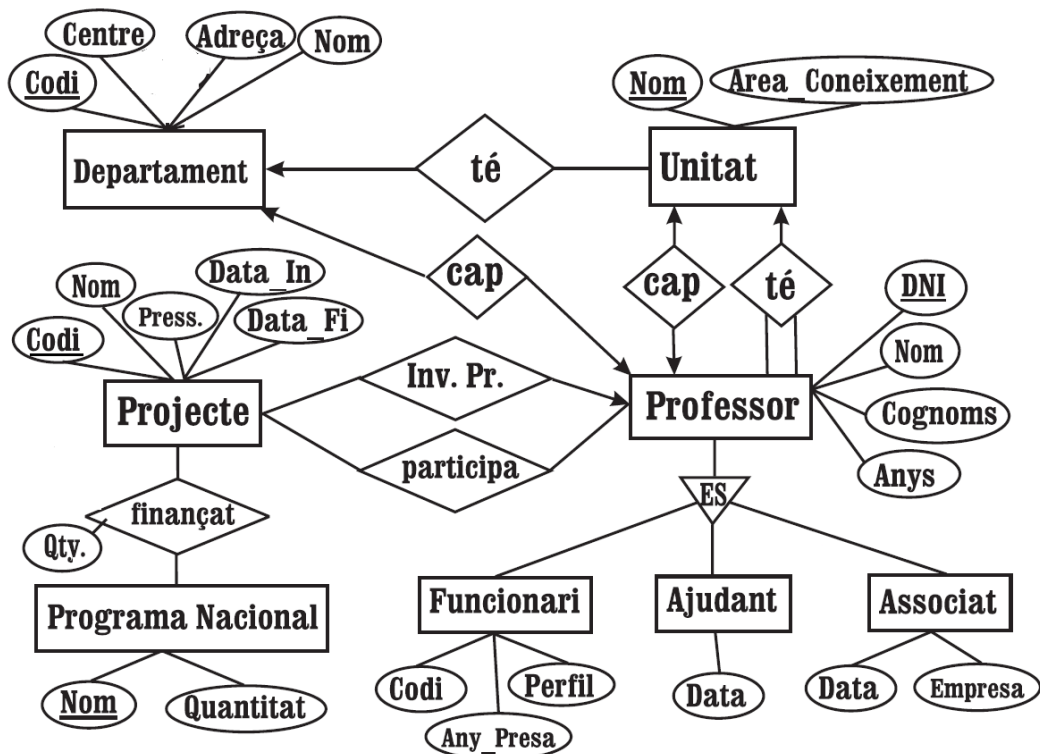 Centre
Adreça
Nom
Codi
Nom
Area_Coneixement
Departament
té
Unitat
cap
cap
té
DNI
Nom
Data_In
Nom
Press.
Data_Fi
Codi
Cognoms
Anys
Projecte
Inv. Pr.
Professor
participa
ES
finançat
Qty.
Programa Nacional
Funcionari
Ajudant
Associat
Nom
Quantitat
Codi
Perfil
Any_Presa
Data
Data
Empresa